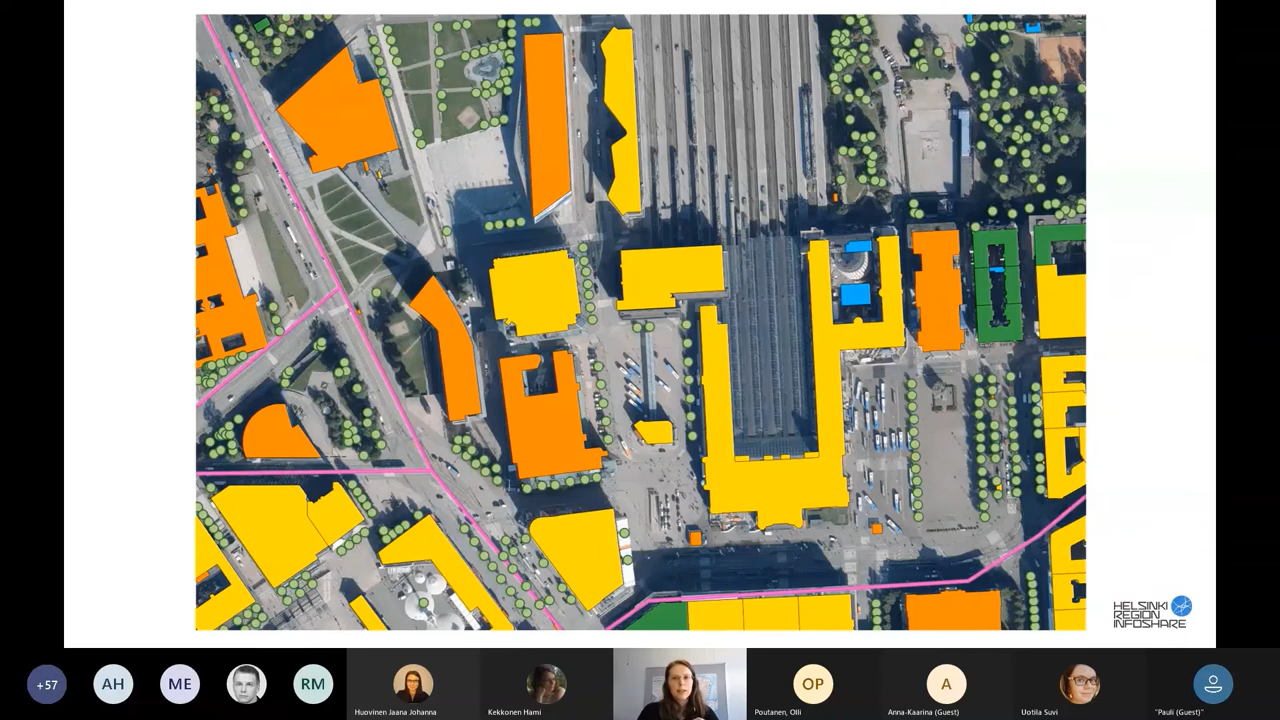 HELSINKI
REGION
INFOSHARE
+57
AH
ME
RM
OP
A
Huovinen Jaana Johanna
Kekkonen Hami
Poutanen, Olli
Anna-Kaarina (Guest)
Uotila Suvi
"Pauli (Guest)"